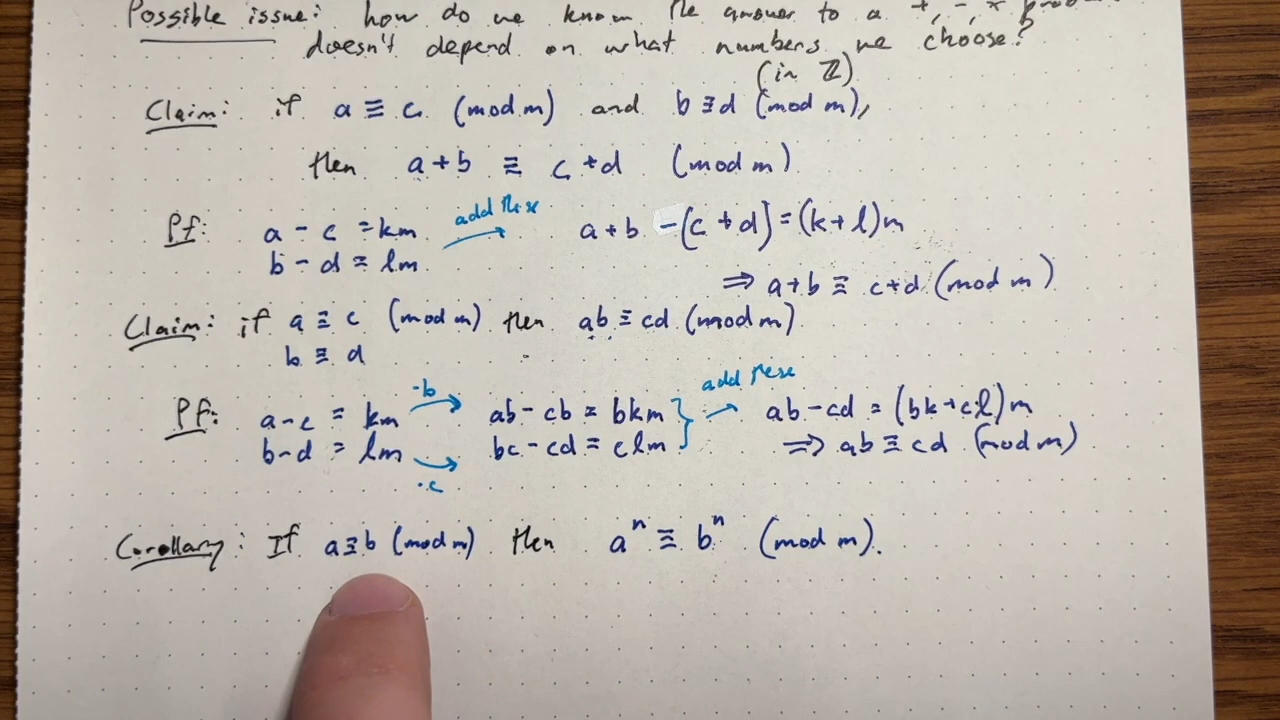 Possible issue: how do we know the answer to a +, -, ×
doesn't depend on what numbers we choose?
(in ℤ)
Claim: if a ≡ c (mod m) and b ≡ d (mod m),
then a + b ≡ c + d (mod m)
Pf: a - c = km add these a + b - (c + d) = (k + l)m
b - d = lm
⇒ a + b ≡ c + d (mod m)
Claim: if a ≡ c (mod m) then ab ≡ cd (mod m).
b ≡ d
Pf: a - c = km ·b ab - cb = bkm add these ab - cd = (bk + cl)m
b - d = lm ·c bc - cd = clm ⇒ ab ≡ cd (mod m)
Corollary: If a ≡ b (mod m) then aⁿ ≡ bⁿ (mod m).